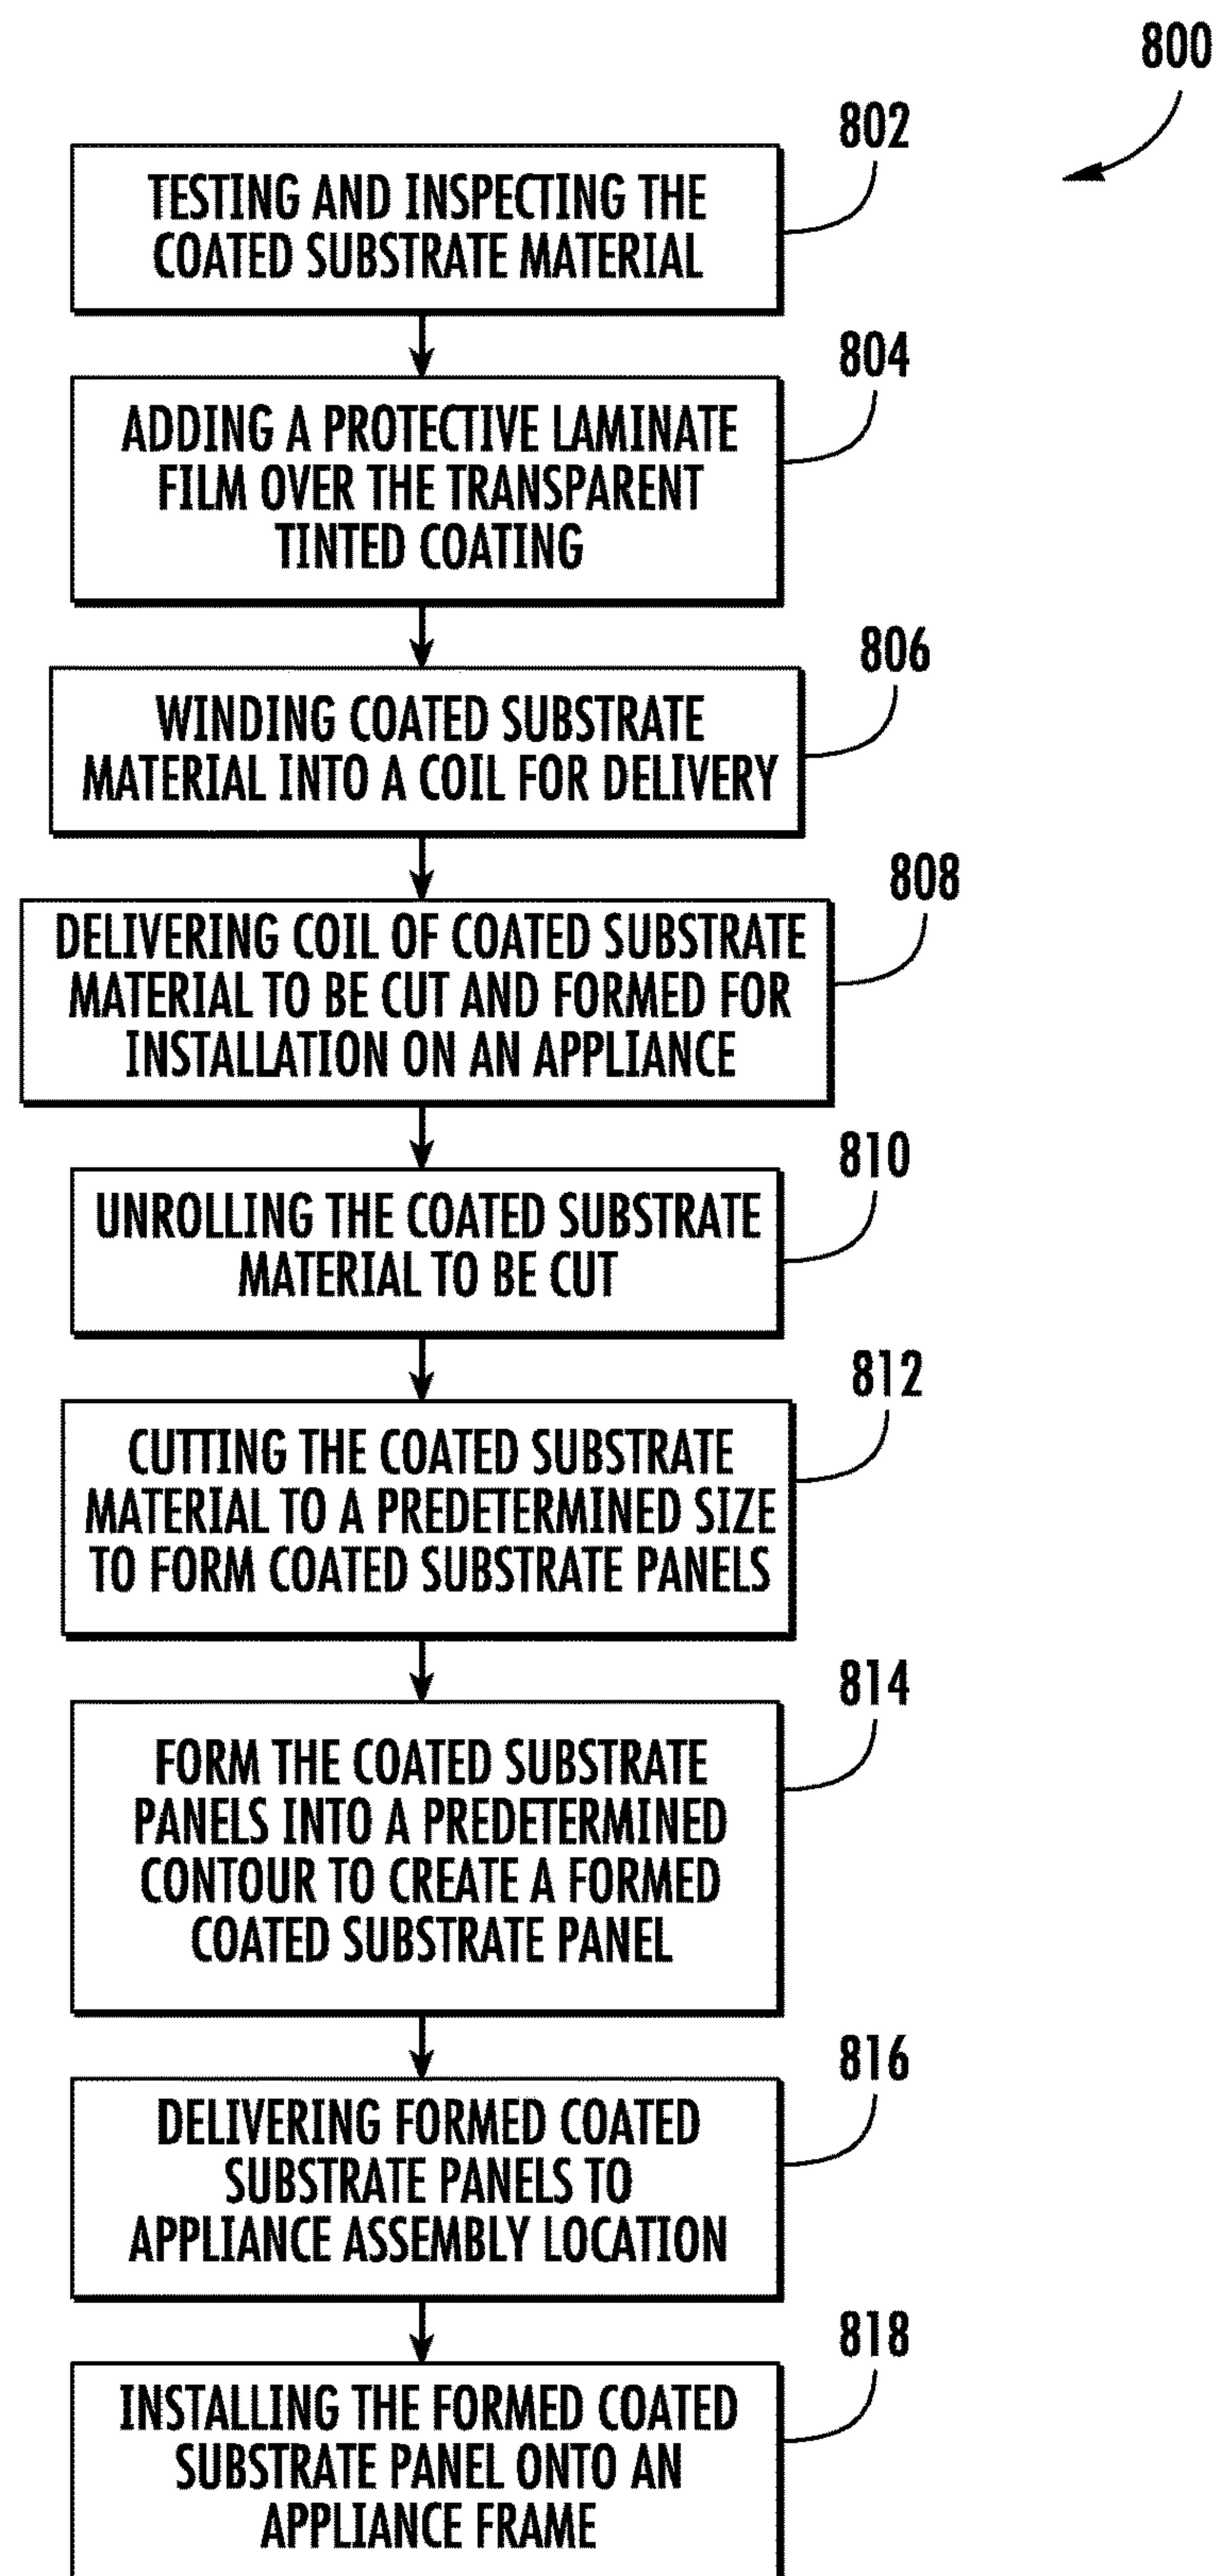 800
802
TESTING AND INSPECTING THE
COATED SUBSTRATE MATERIAL
804
ADDING A PROTECTIVE LAMINATE
FILM OVER THE TRANSPARENT
TINTED COATING
806
WINDING COATED SUBSTRATE
MATERIAL INTO A COIL FOR DELIVERY
808
DELIVERING COIL OF COATED SUBSTRATE
MATERIAL TO BE CUT AND FORMED FOR
INSTALLATION ON AN APPLIANCE
810
UNROLLING THE COATED SUBSTRATE
MATERIAL TO BE CUT
812
CUTTING THE COATED SUBSTRATE
MATERIAL TO A PREDETERMINED SIZE
TO FORM COATED SUBSTRATE PANELS
814
FORM THE COATED SUBSTRATE
PANELS INTO A PREDETERMINED
CONTOUR TO CREATE A FORMED
COATED SUBSTRATE PANEL
816
DELIVERING FORMED COATED
SUBSTRATE PANELS TO
APPLIANCE ASSEMBLY LOCATION
818
INSTALLING THE FORMED COATED
SUBSTRATE PANEL ONTO AN
APPLIANCE FRAME